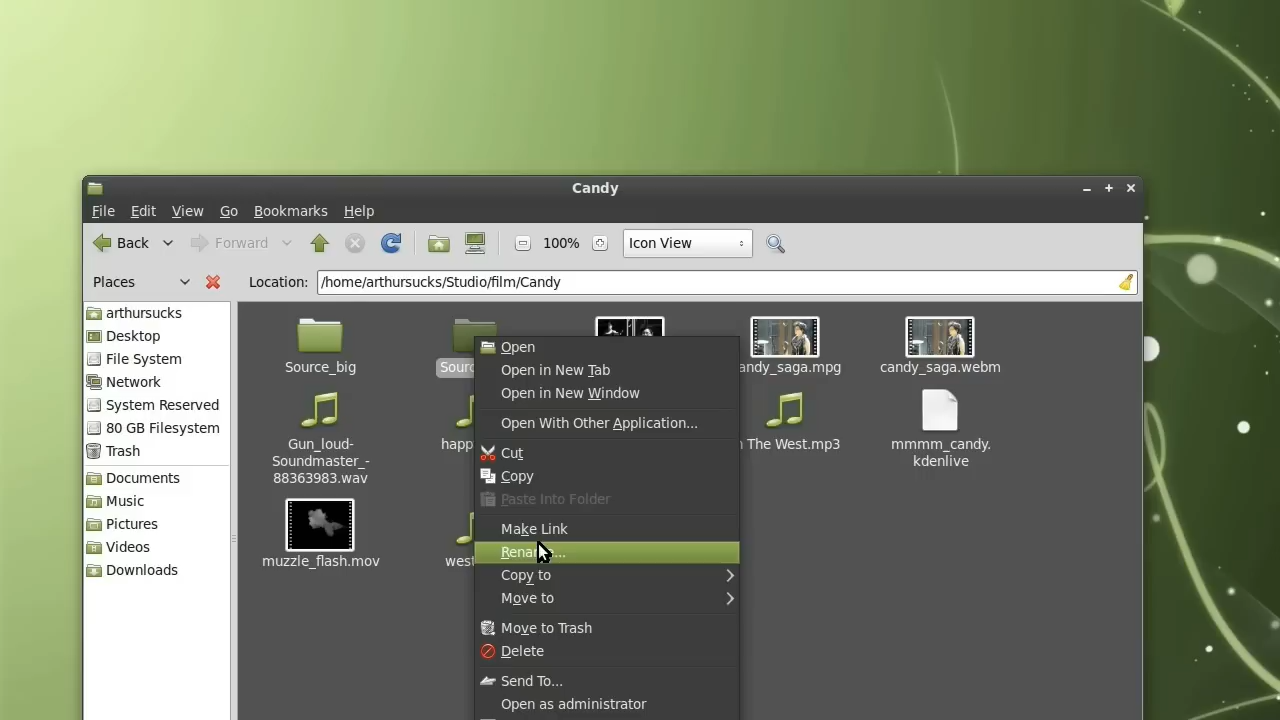 Candy
File Edit View Go Bookmarks Help
Back Forward 100% Icon View
Places Location: /home/arthursucks/Studio/film/Candy
arthursucks
Desktop
File System
Network
System Reserved
80 GB Filesystem
Trash
Documents
Music
Pictures
Videos
Downloads
Source_big
andy_saga.mpg
candy_saga.webm
Gun_loud-
Soundmaster_-
88363983.wav
happ
The West.mp3
mmmm_candy.
kdenlive
muzzle_flash.mov
west
Open
Open in New Tab
Open in New Window
Open With Other Application...
Cut
Copy
Paste Into Folder
Make Link
Rename...
Copy to
Move to
Move to Trash
Delete
Send To...
Open as administrator